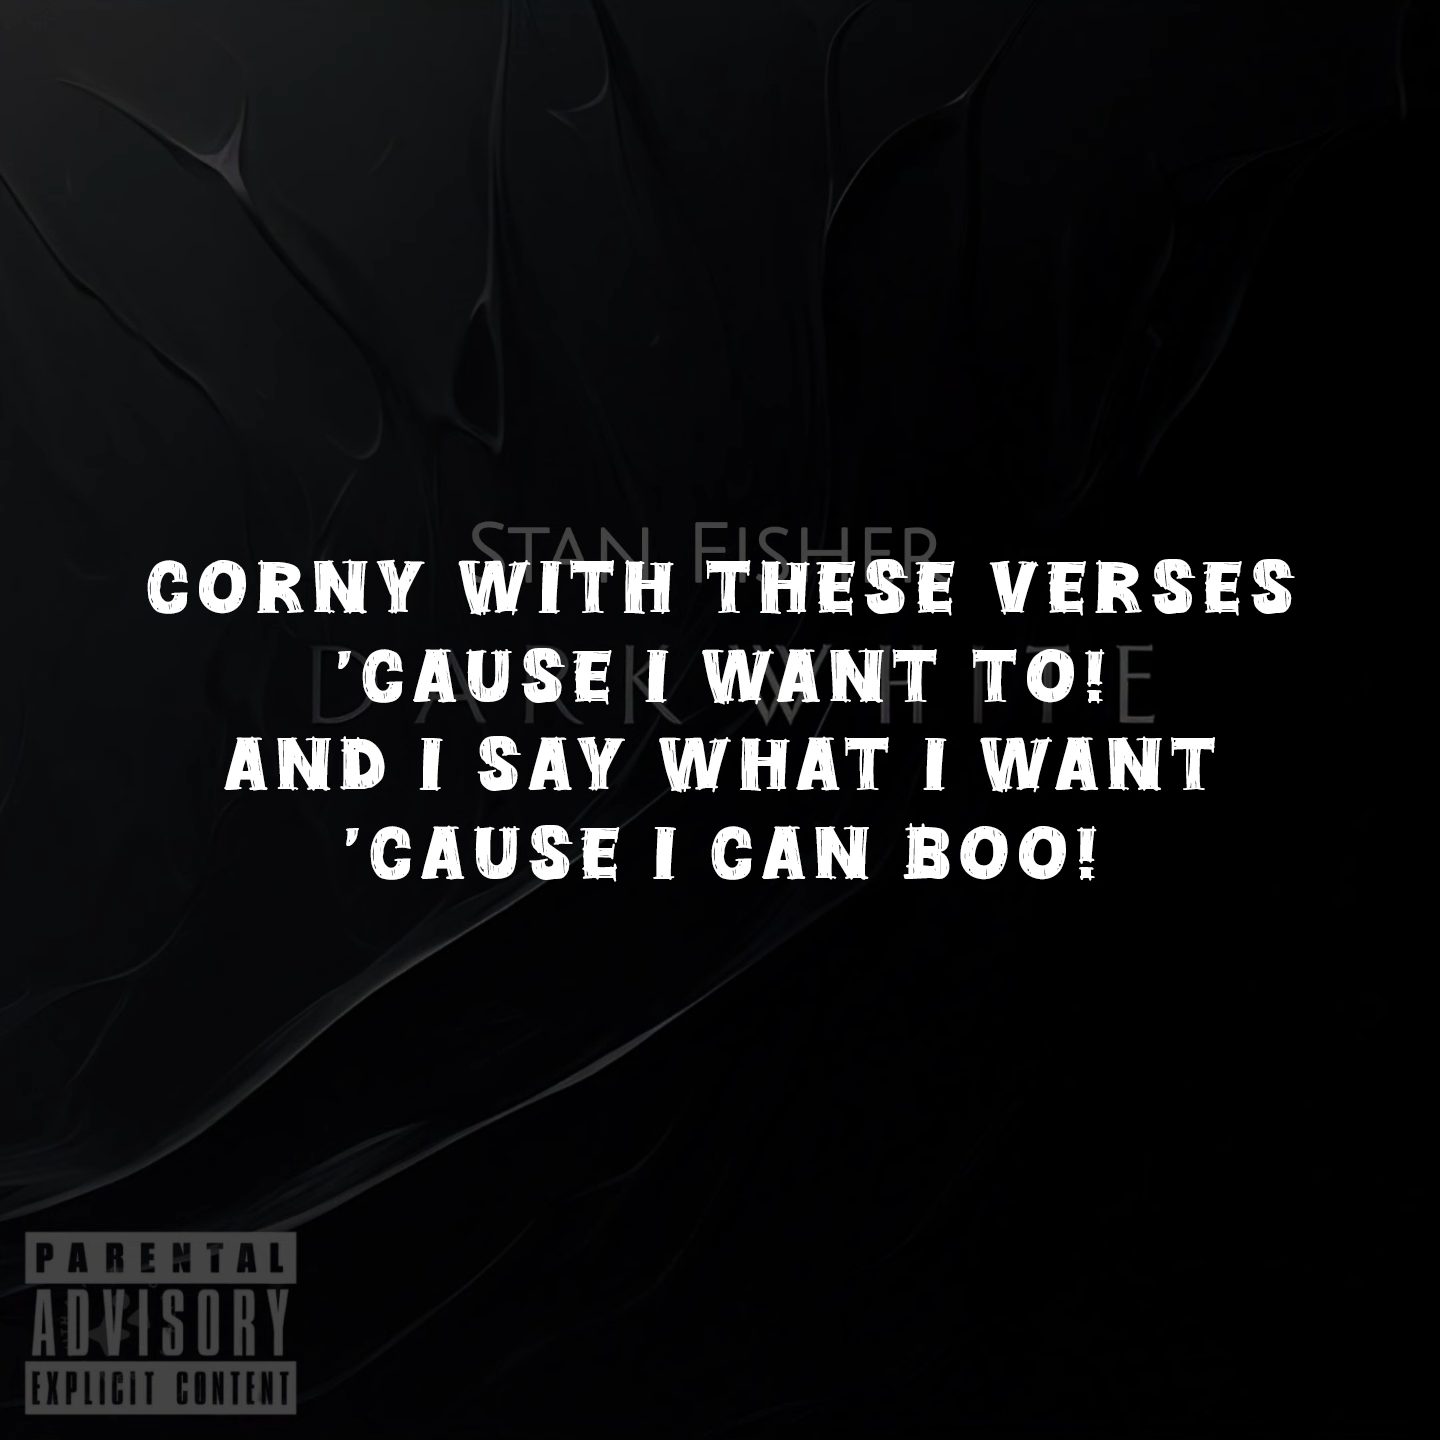 Stan Fisher
CORNY WITH THESE VERSES
DARK WHITE
'CAUSE I WANT TO!
AND I SAY WHAT I WANT
'CAUSE I CAN BOO!
PARENTAL
ADVISORY
EXPLICIT CONTENT